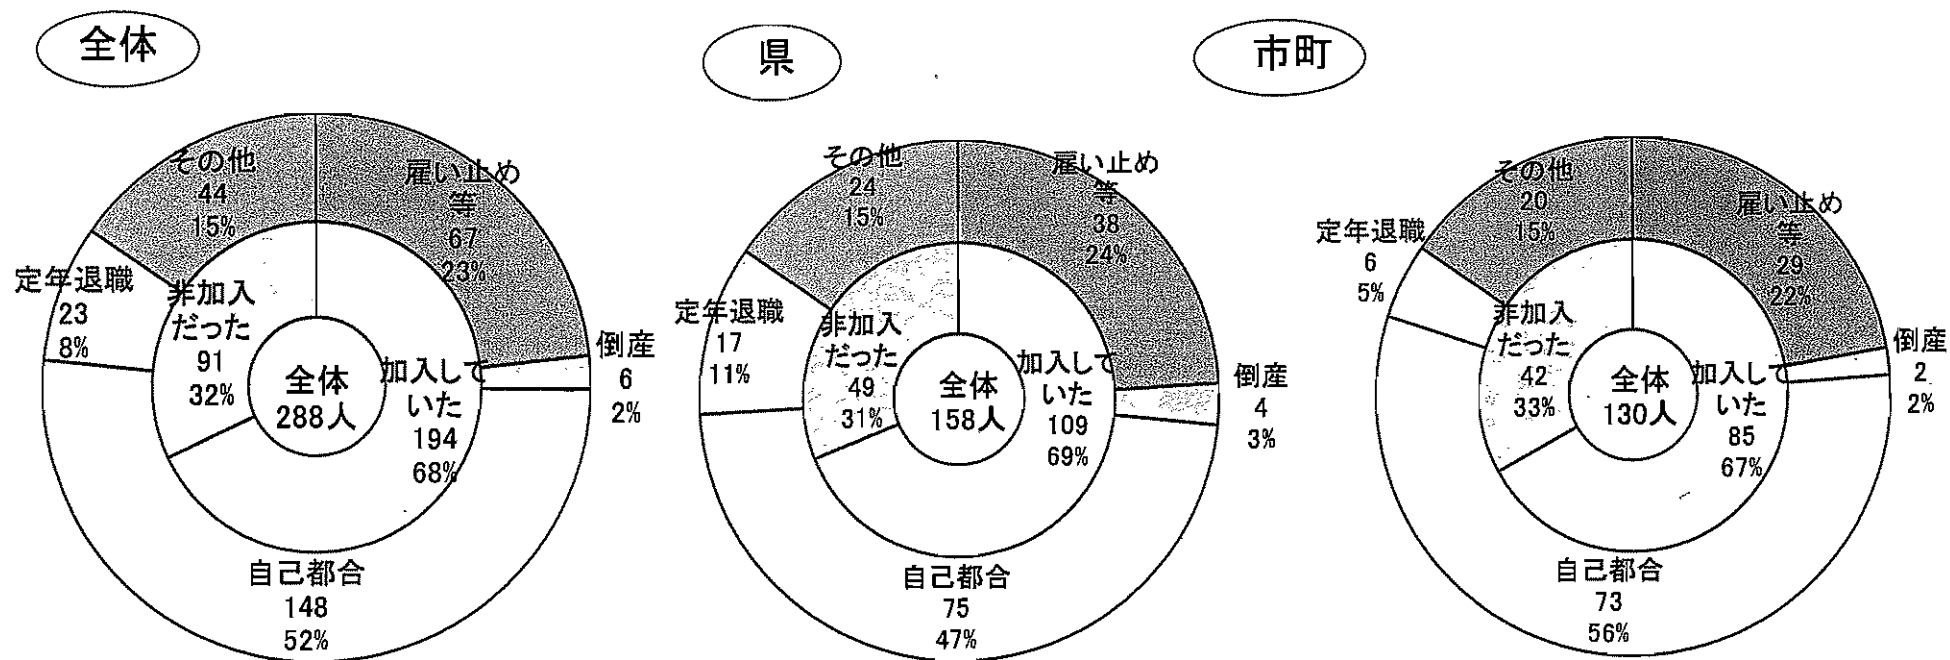 全体
その他
44
15%
雇い止め
等
67
23%
定年退職
23
8%
非加入
だった
91
32%
全体
288人
加入して
いた
194
68%
倒産
6
2%
自己都合
148
52%
県
その他
24
15%
雇い止め
等
38
24%
定年退職
17
11%
非加入
だった
49
31%
全体
158人
加入して
いた
109
69%
倒産
4
3%
自己都合
75
47%
市町
その他
20
15%
雇い止め
等
29
22%
定年退職
6
5%
非加入
だった
42
33%
全体
130人
加入して
いた
85
67%
倒産
2
2%
自己都合
73
56%